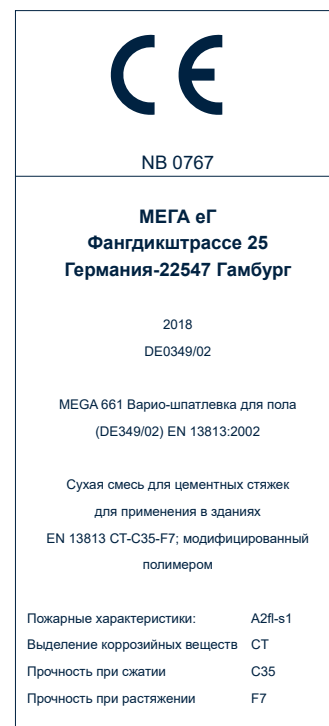 CE
NB 0767
МЕГА еГ
Фангдикштрассе 25
Германия-22547 Гамбург
2018
DE0349/02
MEGA 661 Варио-шпатлевка для пола
(DE349/02) EN 13813:2002
Сухая смесь для цементных стяжек
для применения в зданиях
EN 13813 CT-C35-F7; модифицированный
полимером
Пожарные характеристики: A2fl-s1
Выделение коррозийных веществ CT
Прочность при сжатии C35
Прочность при растяжении F7